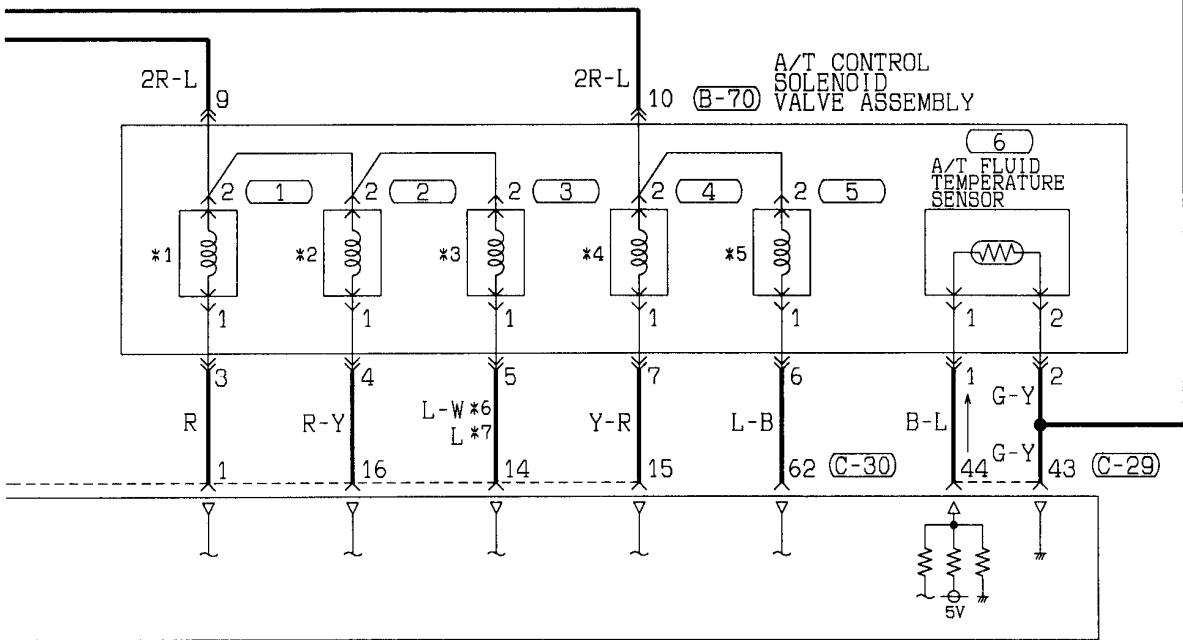 2R-L
9
2R-L
10
B-70
A/T CONTROL
SOLENOID
VALVE ASSEMBLY
6
A/T FLUID
TEMPERATURE
SENSOR
2
1
2
2
2
3
2
4
2
5
*1
*2
*3
*4
*5
1
1
1
1
1
1
2
3
4
5
7
6
1
2
R
R-Y
L-W *6
L *7
Y-R
L-B
B-L
G-Y
G-Y
1
16
14
15
62
C-30
44
43
C-29
5V